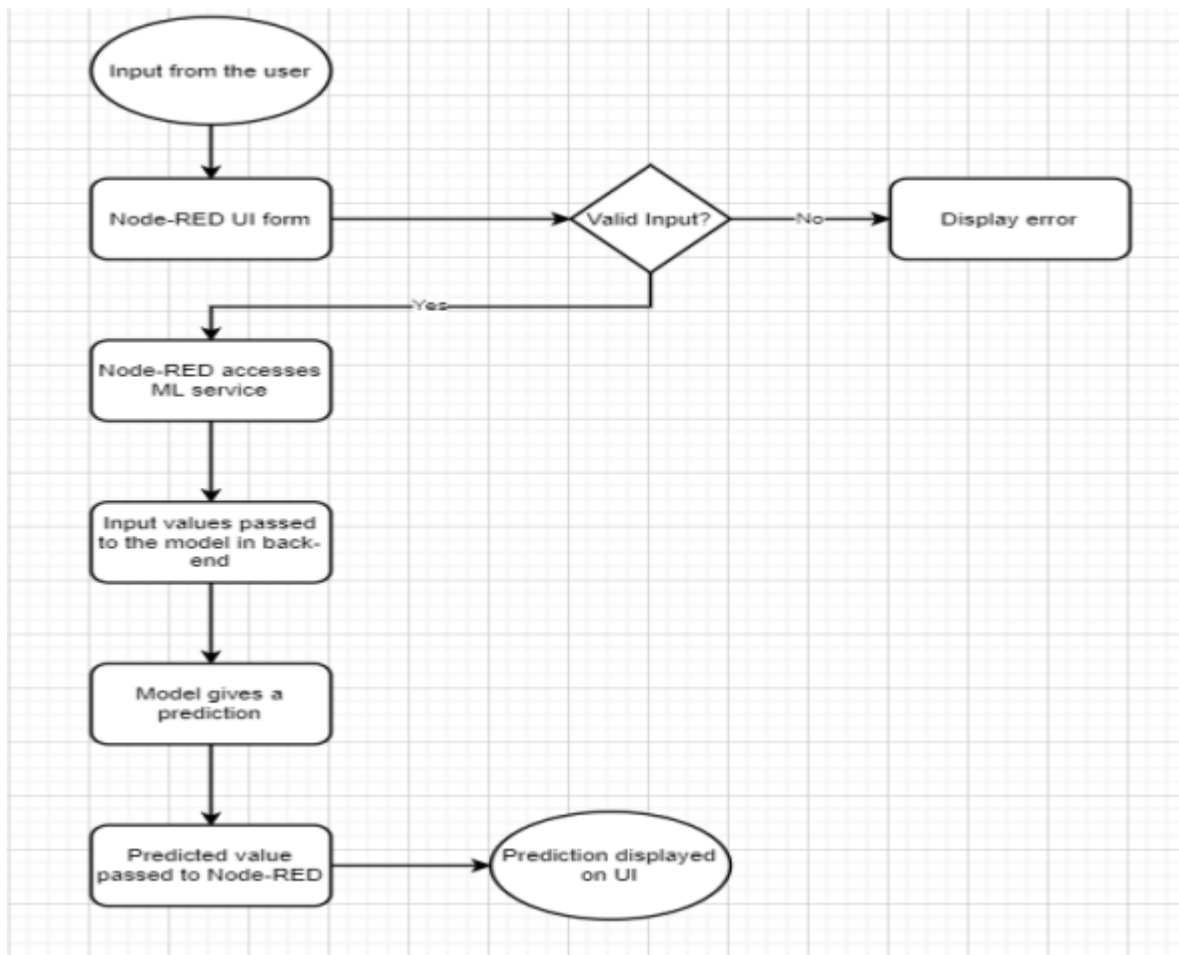 Input from the user
Node-RED UI form
Valid Input?
No
Display error
Yes
Node-RED accesses
ML service
Input values passed
to the model in back-
end
Model gives a
prediction
Predicted value
passed to Node-RED
Prediction displayed
on UI